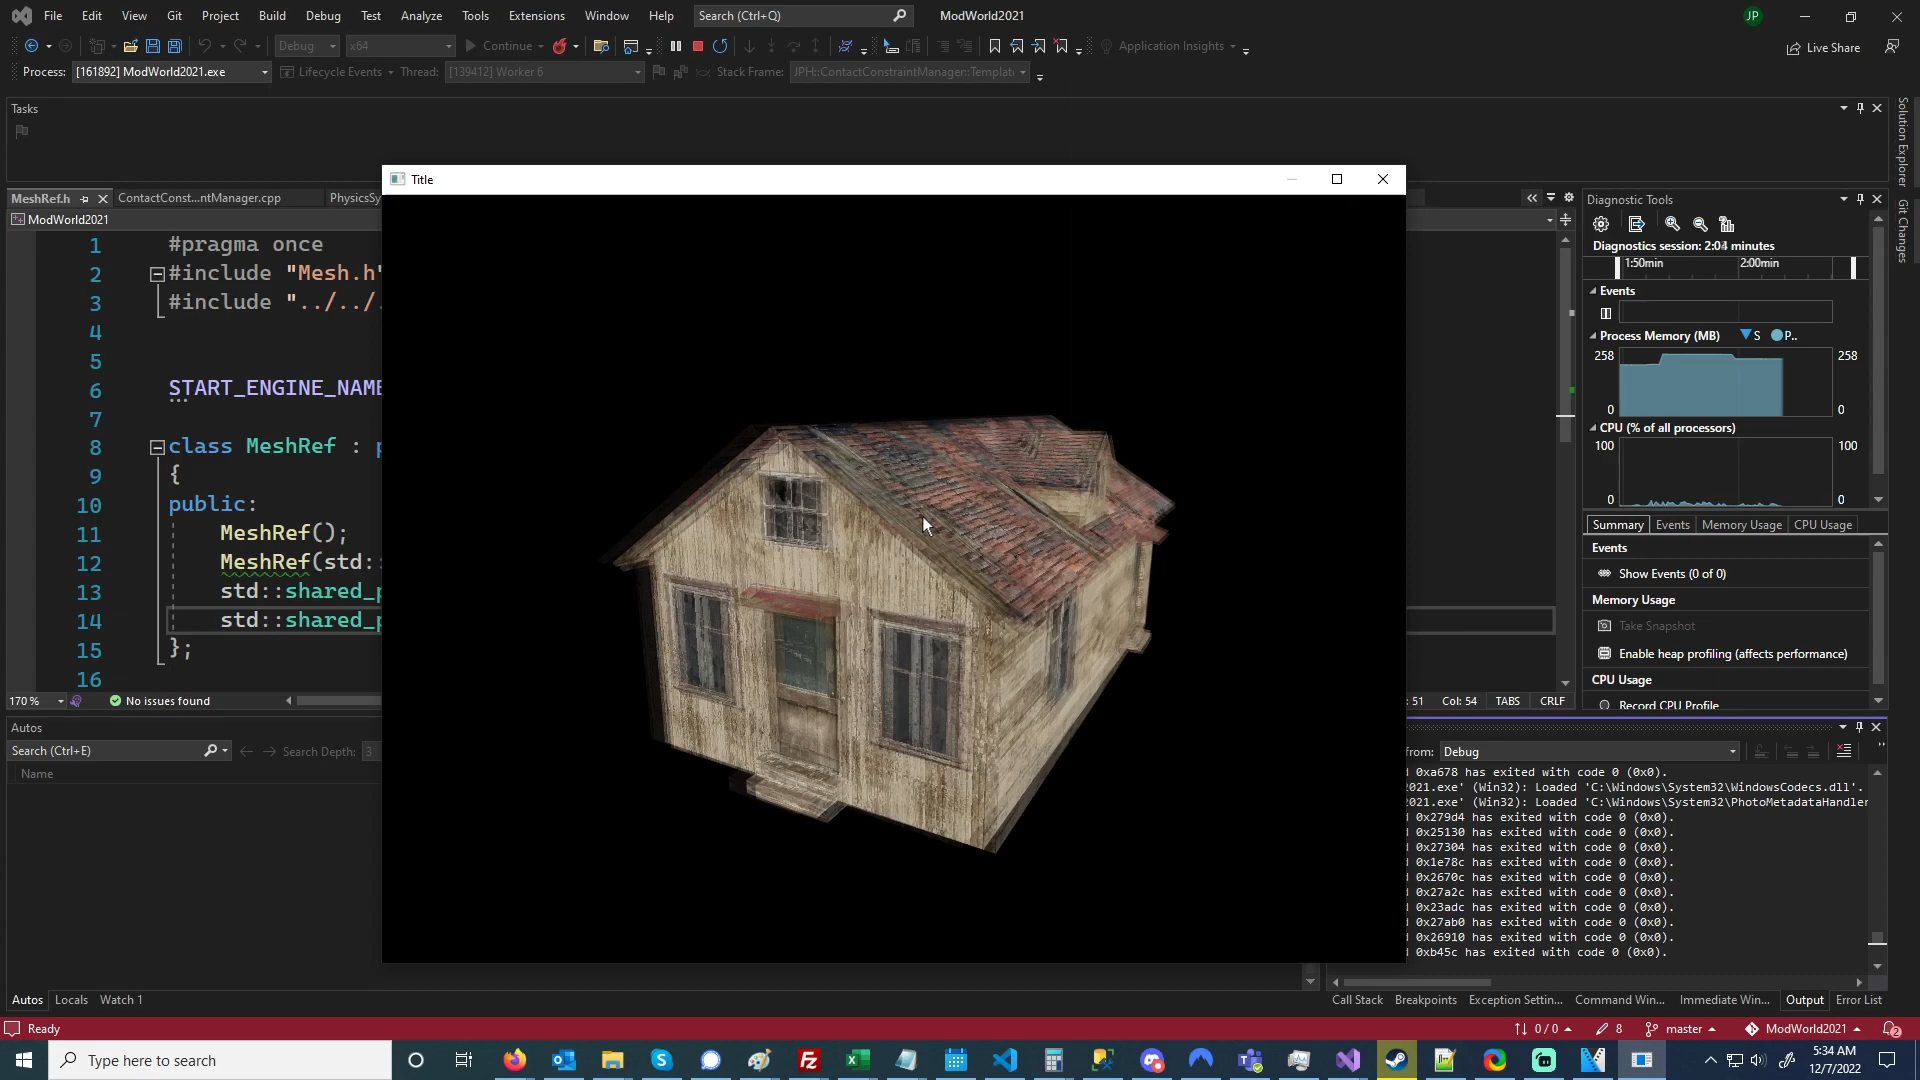 File Edit View Git Project Build Debug Test Analyze Tools Extensions Window Help Search (Ctrl+Q) ModWorld2021 JP
Debug x64 Continue Application Insights Live Share
Process: [161892] ModWorld2021.exe Lifecycle Events Thread: [139412] Worker 6 Stack Frame: JPH::ContactConstraintManager::Templat
Tasks
Solution Explorer
Git Changes
MeshRef.h ContactConst...ntManager.cpp PhysicsSy
ModWorld2021
Title
1 #pragma once
2 #include "Mesh.h"
3 #include "../../.
4
5
6 START_ENGINE_NAME
7
8 class MeshRef : p
9 {
10 public:
11 MeshRef();
12 MeshRef(std::
13 std::shared_p
14 std::shared_p
15 };
16
170 % No issues found
: 51 Col: 54 TABS CRLF
Diagnostic Tools
Diagnostics session: 2:04 minutes
1:50min 2:00min
Events
Process Memory (MB) S P..
258 258
0 0
CPU (% of all processors)
100 100
0 0
Summary Events Memory Usage CPU Usage
Events
Show Events (0 of 0)
Memory Usage
Take Snapshot
Enable heap profiling (affects performance)
CPU Usage
Record CPU Profile
Autos
Search (Ctrl+E) Search Depth: 3
Name
Autos Locals Watch 1
from: Debug
d 0xa678 has exited with code 0 (0x0).
2021.exe' (Win32): Loaded 'C:\Windows\System32\WindowsCodecs.dll'.
2021.exe' (Win32): Loaded 'C:\Windows\System32\PhotoMetadataHandler
d 0x279d4 has exited with code 0 (0x0).
d 0x25130 has exited with code 0 (0x0).
d 0x27304 has exited with code 0 (0x0).
d 0x1e78c has exited with code 0 (0x0).
d 0x2670c has exited with code 0 (0x0).
d 0x27a2c has exited with code 0 (0x0).
d 0x23adc has exited with code 0 (0x0).
d 0x27ab0 has exited with code 0 (0x0).
d 0x26910 has exited with code 0 (0x0).
d 0xb45c has exited with code 0 (0x0).
Call Stack Breakpoints Exception Settin... Command Win... Immediate Win... Output Error List
Ready 0 / 0 8 master ModWorld2021 2
Type here to search
5:34 AM
12/7/2022